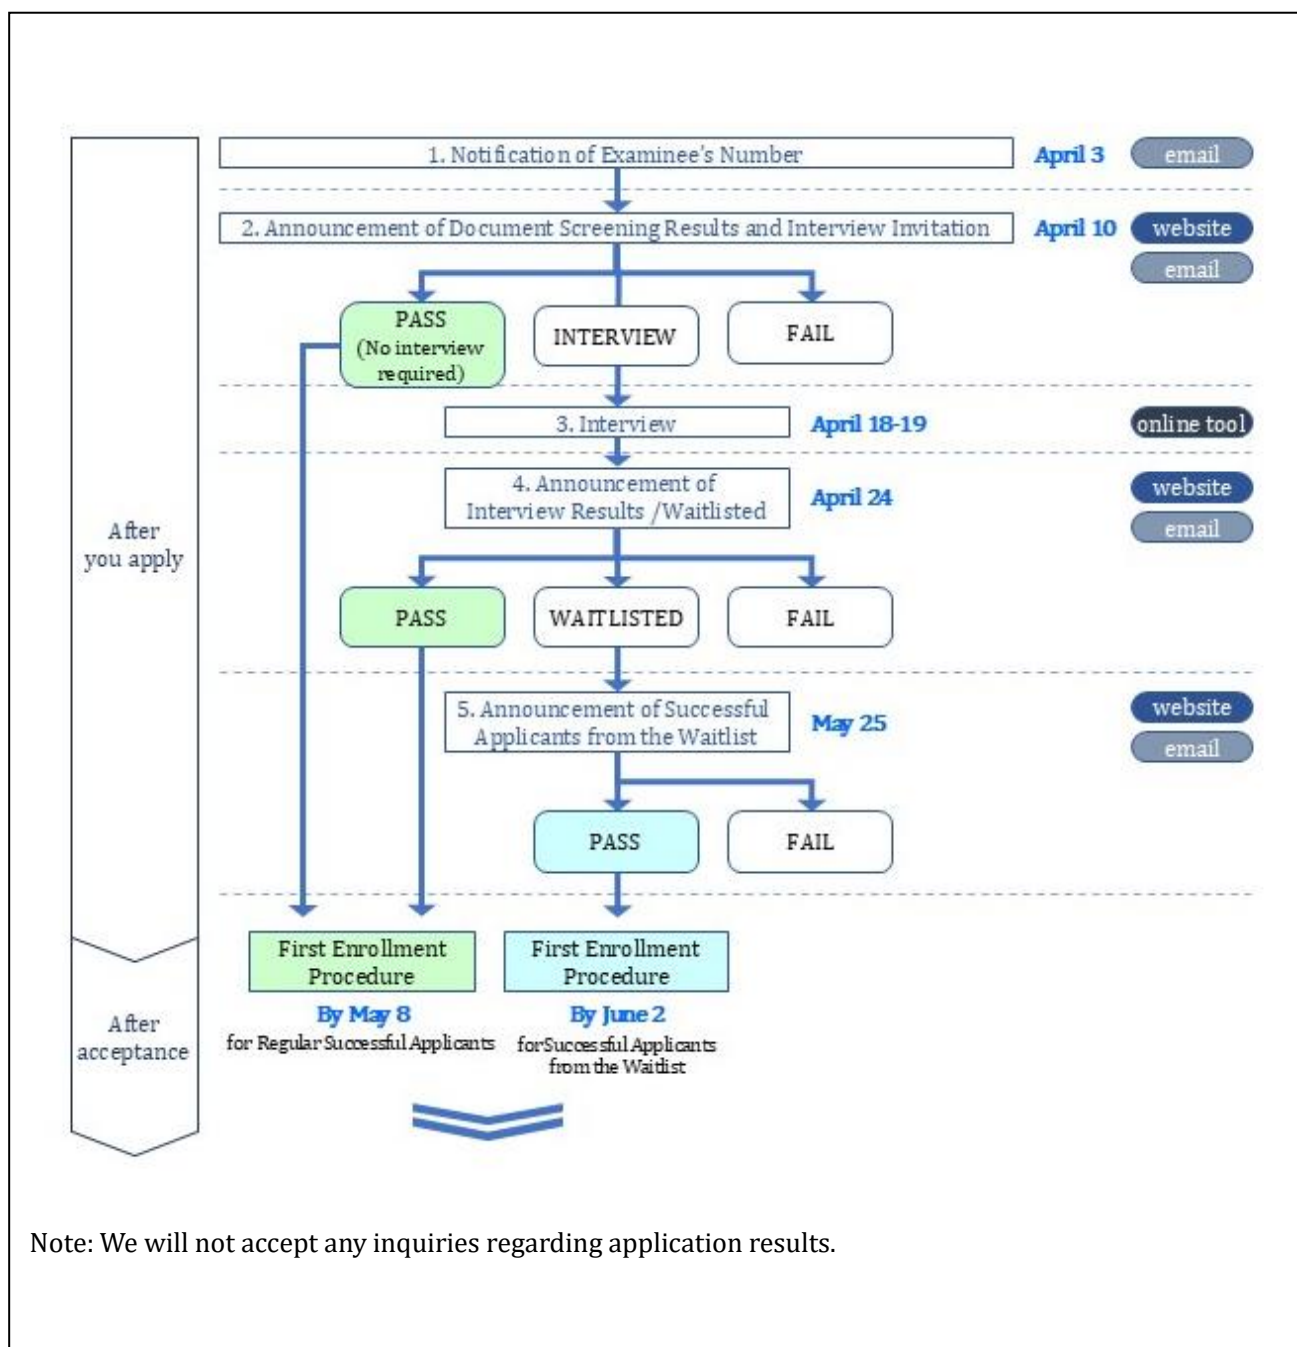 1. Notification of Examinee's Number
April 3
email
2. Announcement of Document Screening Results and Interview Invitation
April 10
website
email
PASS
(No interview
required)
INTERVIEW
FAIL
3. Interview
April 18-19
online tool
4. Announcement of
Interview Results /Waitlisted
April 24
website
email
After
you apply
PASS
WAITLISTED
FAIL
5. Announcement of Successful
Applicants from the Waitlist
May 25
website
email
PASS
FAIL
First Enrollment
Procedure
By May 8
for Regular Successful Applicants
First Enrollment
Procedure
By June 2
for Successful Applicants
from the Waitlist
After
acceptance
Note: We will not accept any inquiries regarding application results.